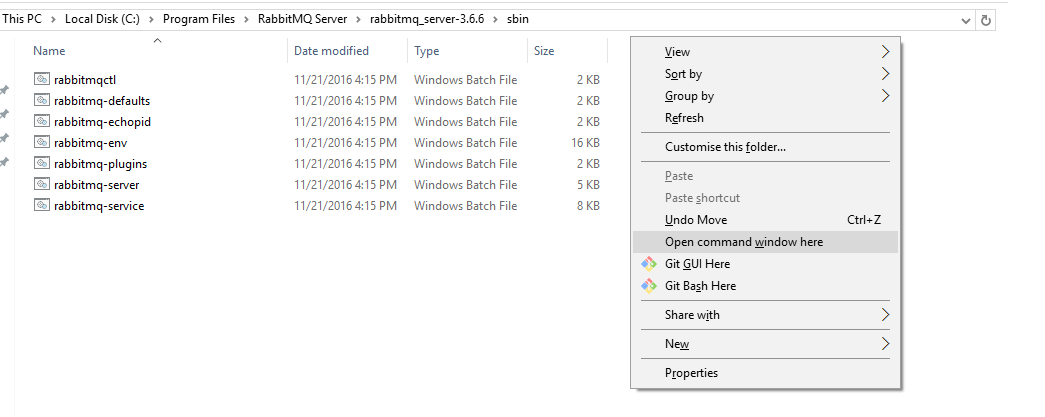 This PC > Local Disk (C:) > Program Files > RabbitMQ Server > rabbitmq_server-3.6.6 > sbin
Name Date modified Type Size
rabbitmqctl 11/21/2016 4:15 PM Windows Batch File 2 KB
rabbitmq-defaults 11/21/2016 4:15 PM Windows Batch File 2 KB
rabbitmq-echopid 11/21/2016 4:15 PM Windows Batch File 2 KB
rabbitmq-env 11/21/2016 4:15 PM Windows Batch File 16 KB
rabbitmq-plugins 11/21/2016 4:15 PM Windows Batch File 2 KB
rabbitmq-server 11/21/2016 4:15 PM Windows Batch File 5 KB
rabbitmq-service 11/21/2016 4:15 PM Windows Batch File 8 KB
View
Sort by
Group by
Refresh
Customise this folder...
Paste
Paste shortcut
Undo Move Ctrl+Z
Open command window here
Git GUI Here
Git Bash Here
Share with
New
Properties